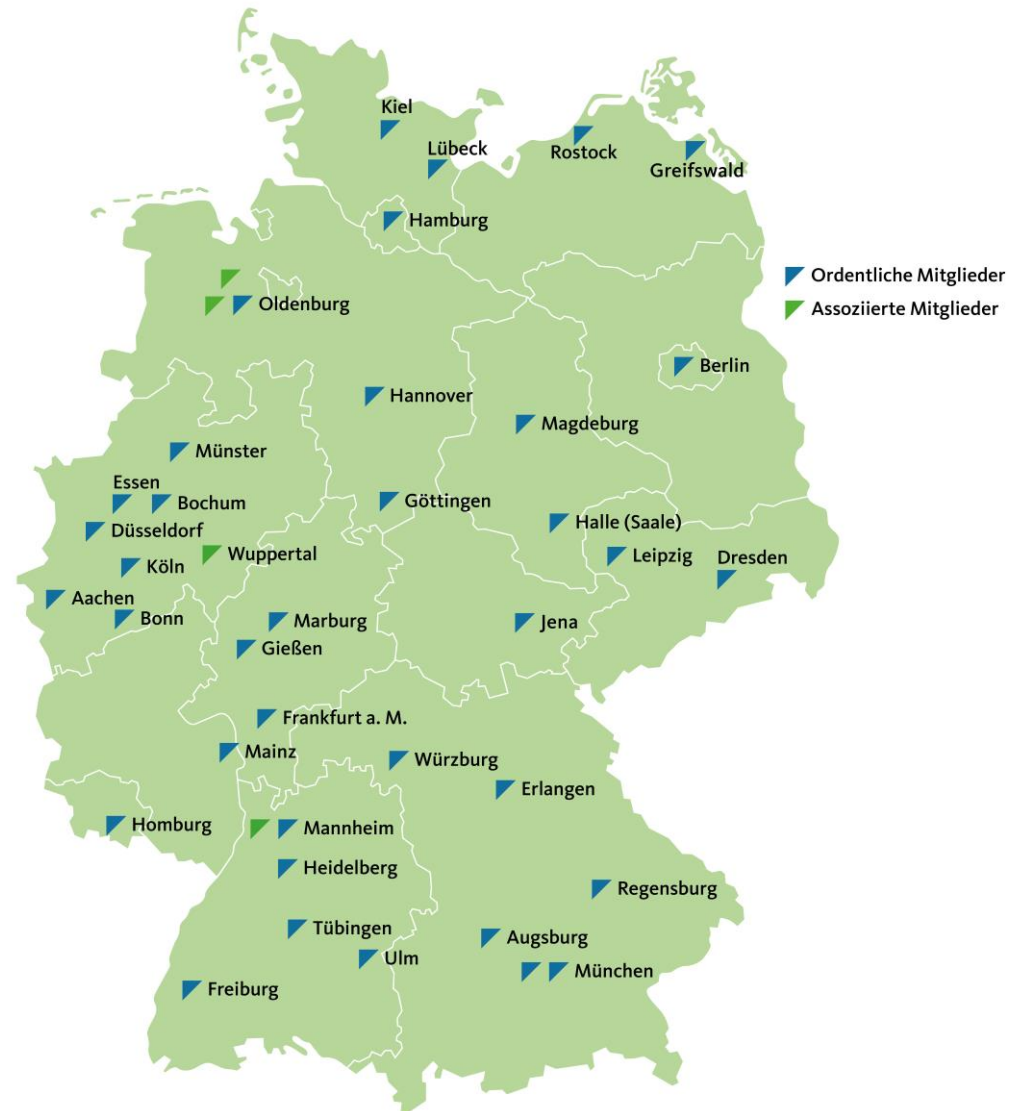 Kiel
Lübeck
Rostock
Greifswald
Hamburg
Ordentliche Mitglieder
Assoziierte Mitglieder
Oldenburg
Berlin
Hannover
Magdeburg
Münster
Essen
Bochum
Göttingen
Düsseldorf
Halle (Saale)
Wuppertal
Leipzig
Dresden
Köln
Aachen
Bonn
Marburg
Jena
Gießen
Frankfurt a. M.
Mainz
Würzburg
Erlangen
Homburg
Mannheim
Heidelberg
Regensburg
Tübingen
Augsburg
Ulm
München
Freiburg